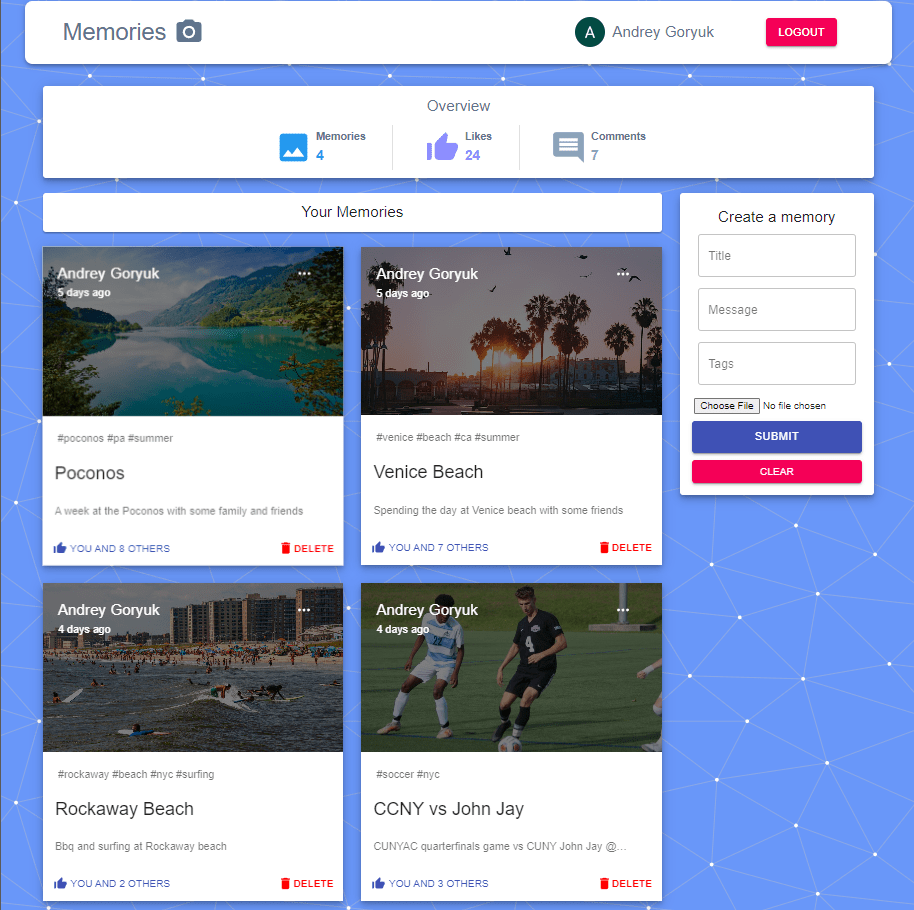 Memories
A
Andrey Goryuk
LOGOUT
Overview
Memories
4
Likes
24
Comments
7
Your Memories
Andrey Goryuk
5 days ago
#poconos #pa #summer
Poconos
A week at the Poconos with some family and friends
YOU AND 8 OTHERS
DELETE
Andrey Goryuk
5 days ago
#venice #beach #ca #summer
Venice Beach
Spending the day at Venice beach with some friends
YOU AND 7 OTHERS
DELETE
Andrey Goryuk
4 days ago
#rockaway #beach #nyc #surfing
Rockaway Beach
Bbq and surfing at Rockaway beach
YOU AND 2 OTHERS
DELETE
Andrey Goryuk
4 days ago
4
#soccer #nyc
CCNY vs John Jay
CUNYAC quarterfinals game vs CUNY John Jay @...
YOU AND 3 OTHERS
DELETE
Create a memory
Title
Message
Tags
Choose File No file chosen
SUBMIT
CLEAR